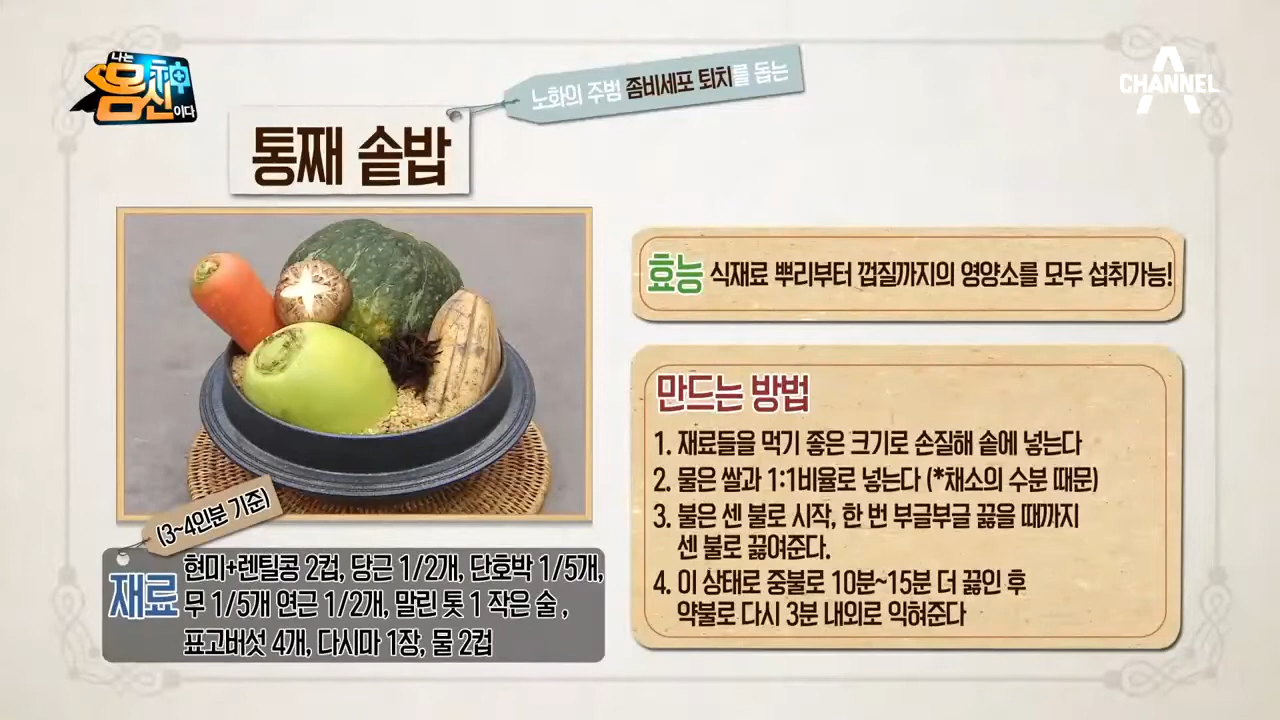 나는
몸神
신이다
CHANNEL A
노화의 주범 좀비세포 퇴치를 돕는
통째 솥밥
효능 식재료 뿌리부터 껍질까지의 영양소를 모두 섭취가능!
만드는 방법
1. 재료들을 먹기 좋은 크기로 손질해 솥에 넣는다
2. 물은 쌀과 1:1비율로 넣는다 (*채소의 수분 때문)
3. 불은 센 불로 시작, 한 번 부글부글 끓을 때까지
센 불로 끓여준다.
4. 이 상태로 중불로 10분~15분 더 끓인 후
약불로 다시 3분 내외로 익혀준다
(3~4인분 기준)
재료 현미+렌틸콩 2컵, 당근 1/2개, 단호박 1/5개,
무 1/5개 연근 1/2개, 말린 톳 1 작은 술 ,
표고버섯 4개, 다시마 1장, 물 2컵